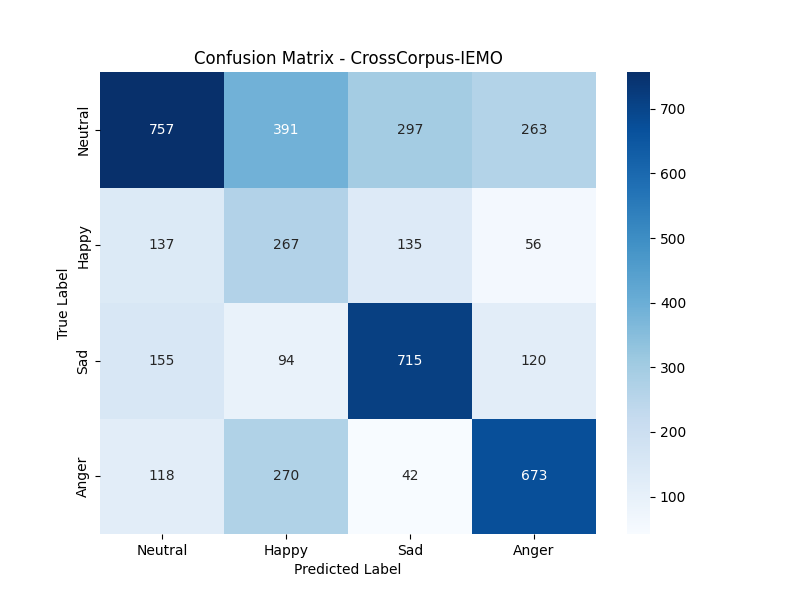 Confusion Matrix - CrossCorpus-IEMO
True Label
Neutral 757 391 297 263
Happy 137 267 135 56
Sad 155 94 715 120
Anger 118 270 42 673
Neutral Happy Sad Anger
Predicted Label
700
600
500
400
300
200
100